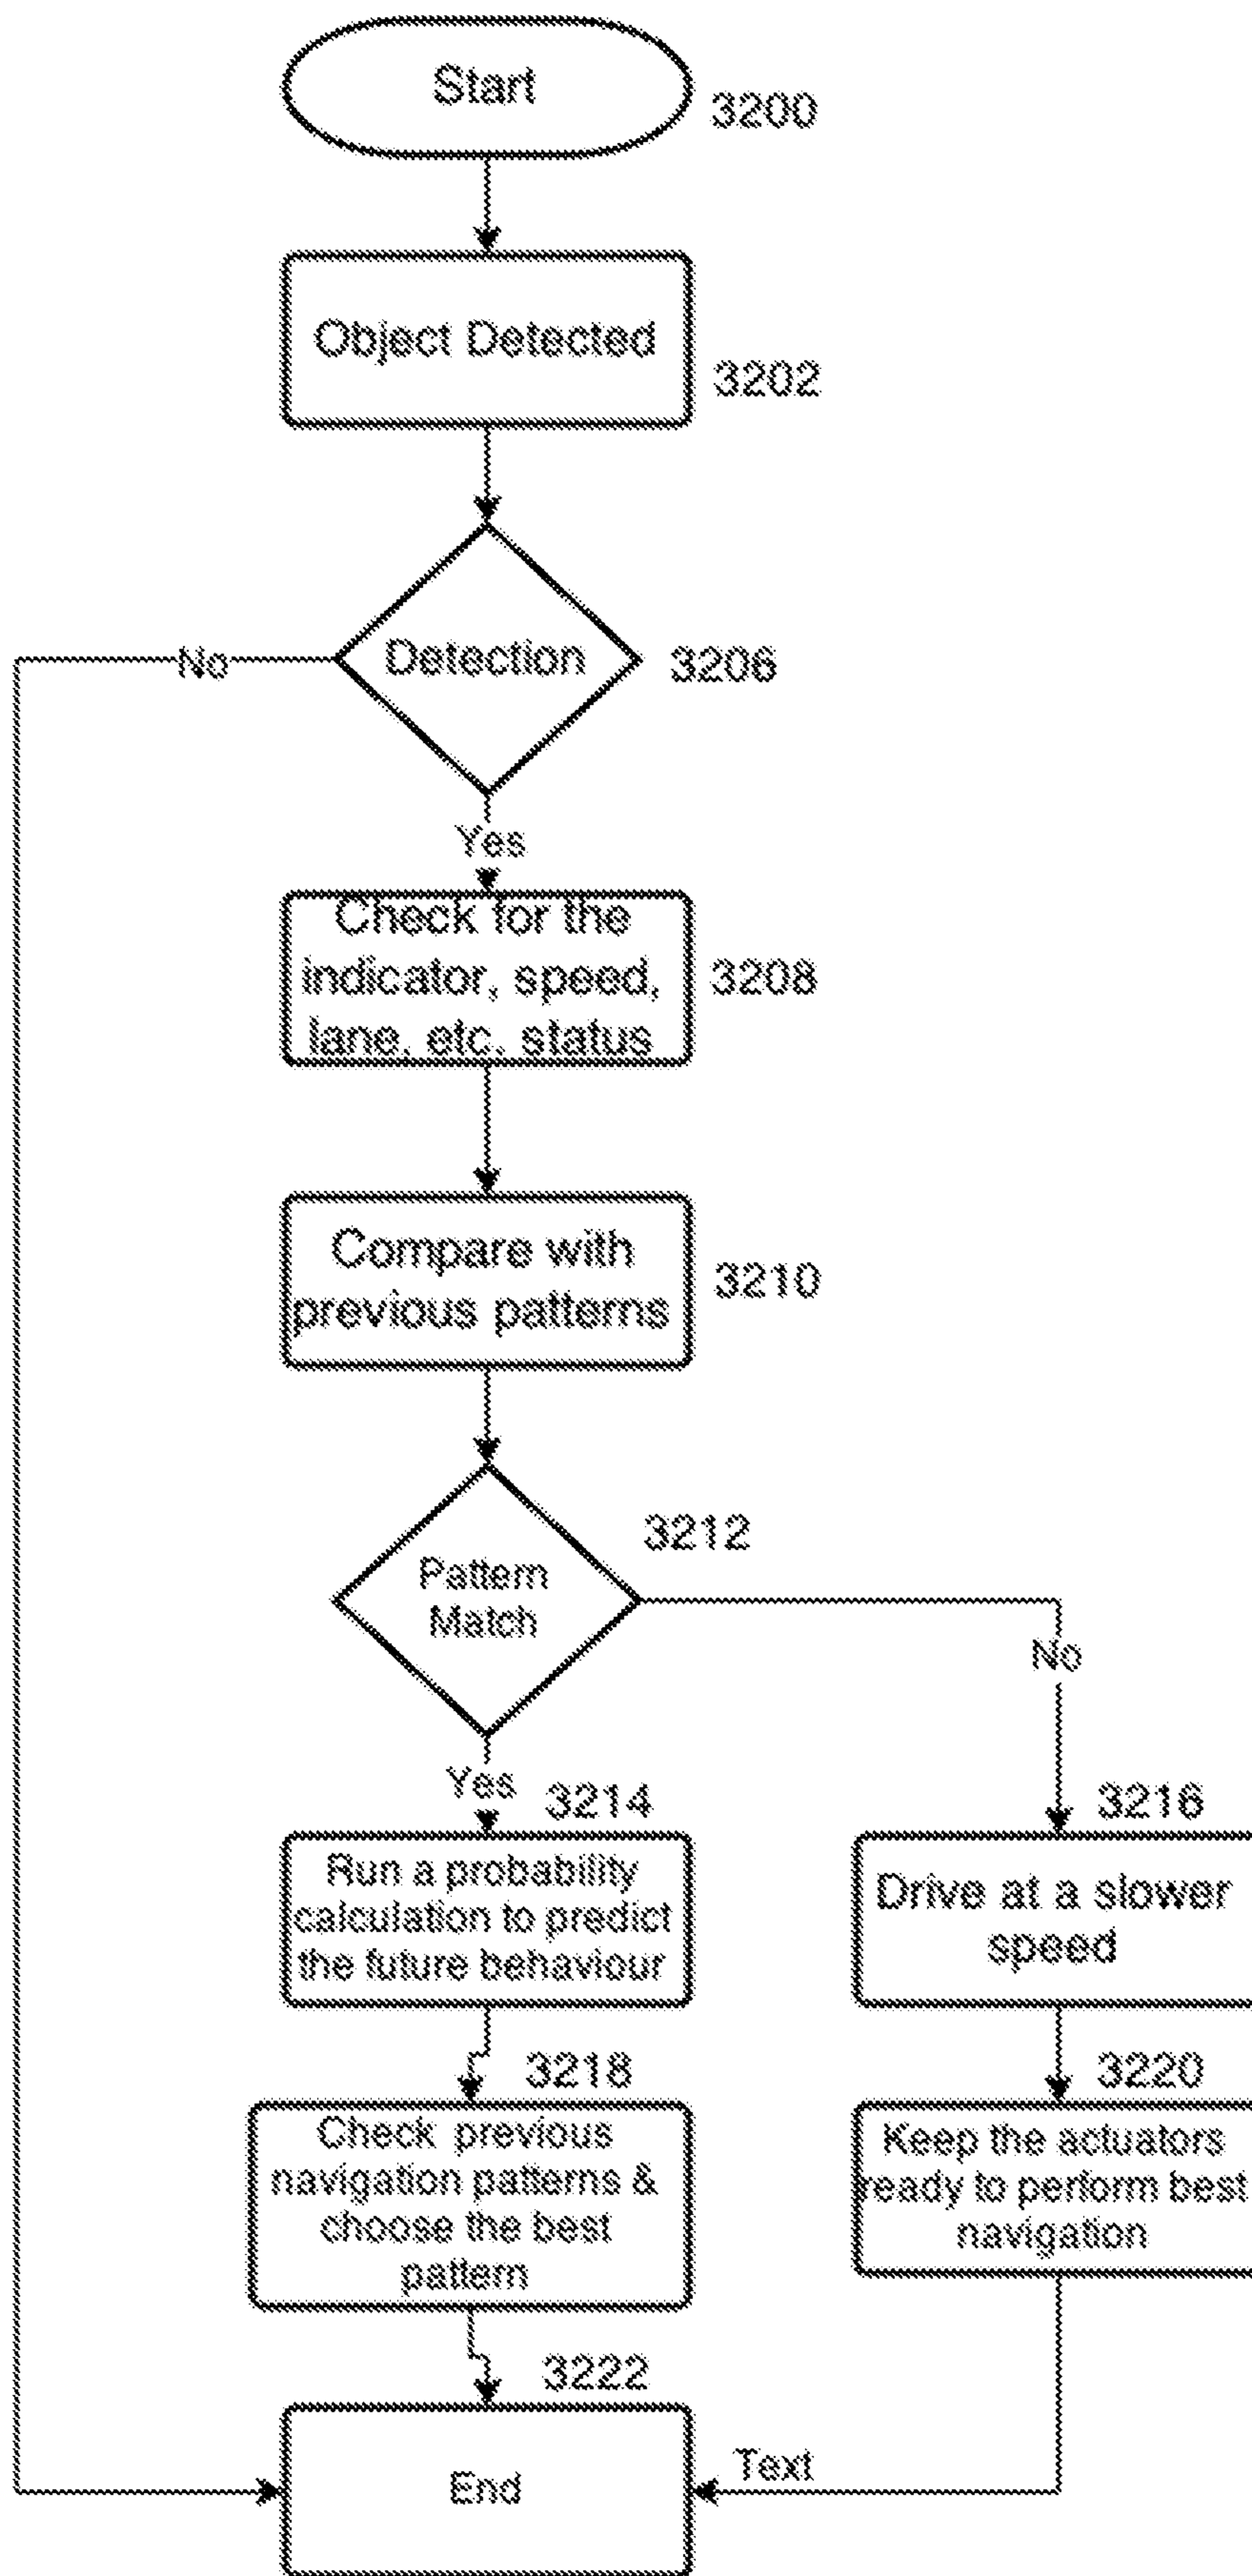 Start
3200
Object Detected
3202
Detection
3206
No
Yes
Check for the
indicator, speed,
lane, etc. status
3208
Compare with
previous patterns
3210
Pattern
Match
3212
No
Yes
3214
Run a probability
calculation to predict
the future behaviour
3216
Drive at a slower
speed
3218
Check previous
navigation patterns &
choose the best
pattern
3220
Keep the actuators
ready to perform best
navigation
3222
End
Text